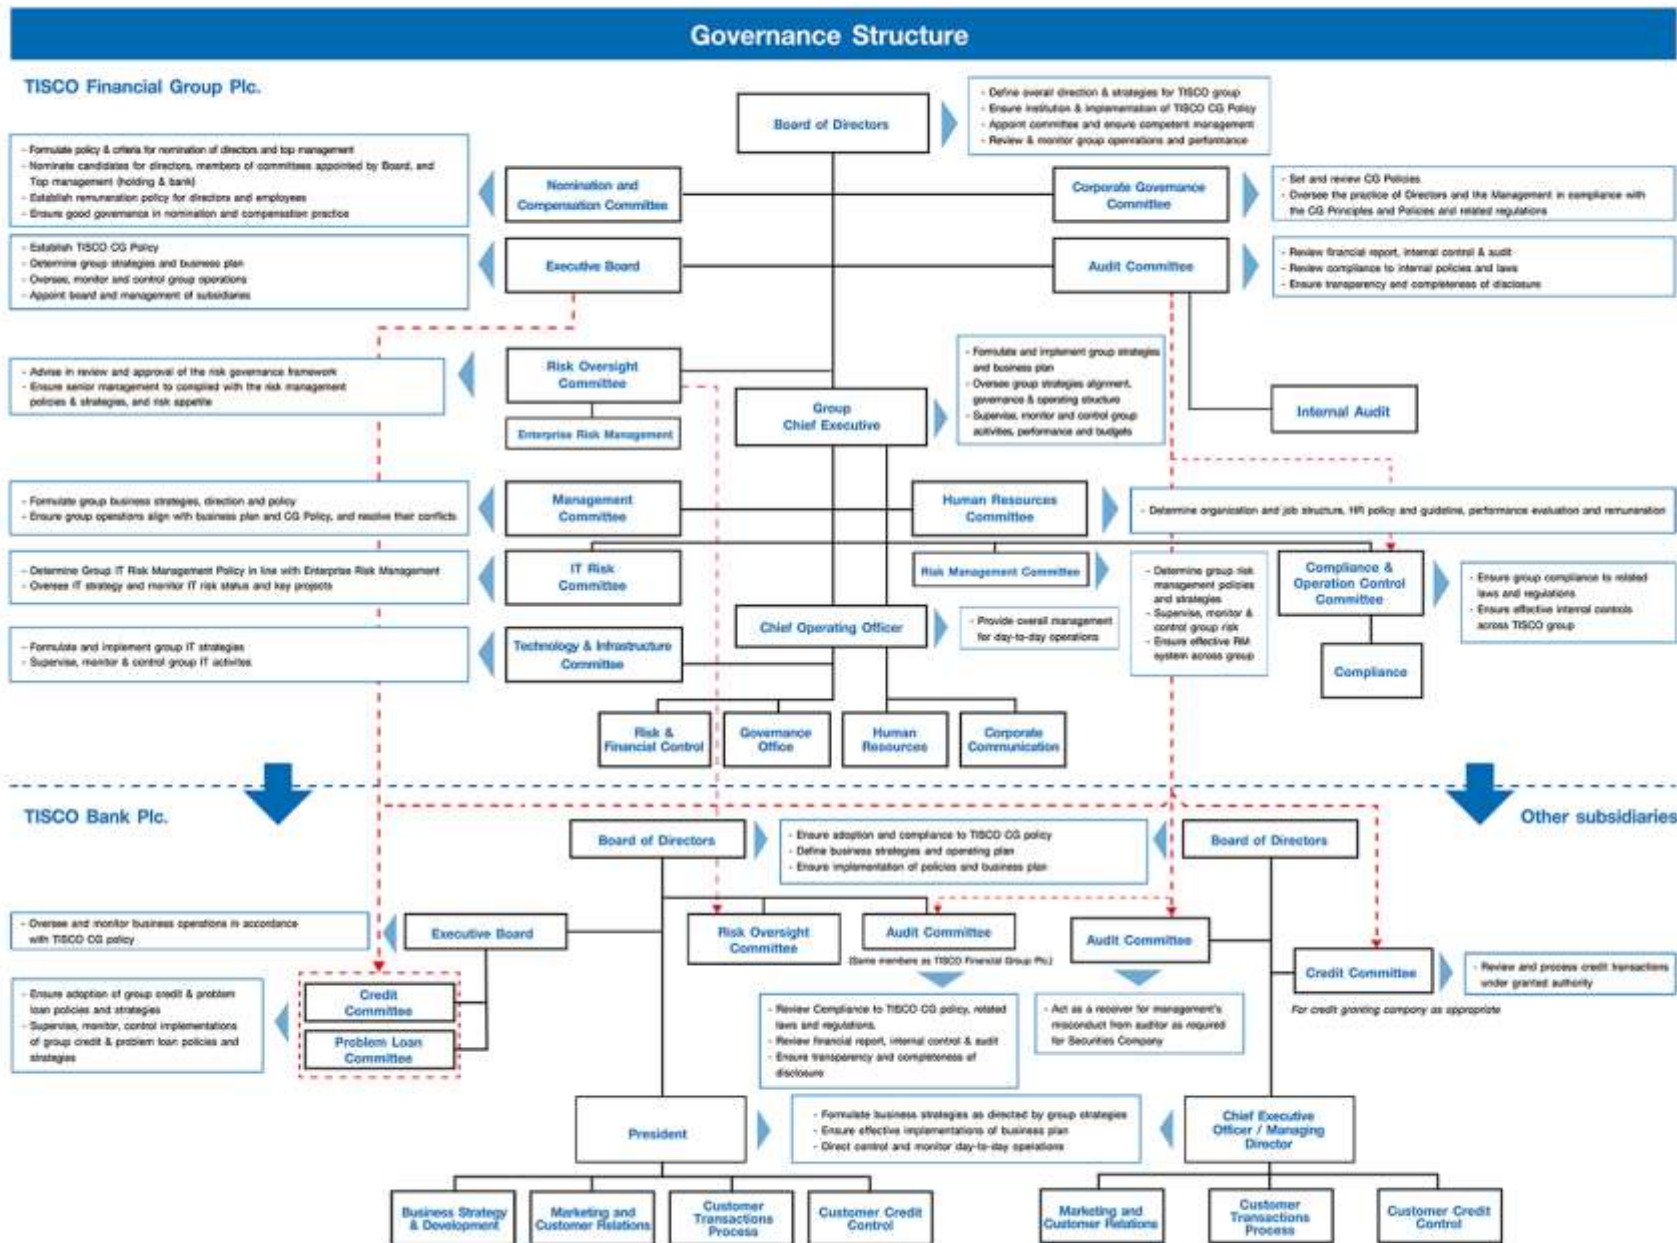 Governance Structure
TISCO Financial Group Plc.
Board of Directors
- Define overall direction & strategies for TISCO group
- Ensure institution & implementation of TISCO CG Policy
- Appoint committee and ensure competent management
- Review & monitor group operations and performance
- Formulate policy & criteria for nomination of directors and top management
- Nominate candidates for directors, members of committees appointed by Board, and
Top management (holding & bank)
- Establish remuneration policy for directors and employees
- Ensure good governance in nomination and compensation practice
Nomination and
Compensation Committee
Corporate Governance
Committee
- Set and review CG Policies
- Oversee the practice of Directors and the Management in compliance with
the CG Principles and Policies and related regulations
- Establish TISCO CG Policy
- Determine group strategies and business plan
- Oversee, monitor and control group operations
- Appoint board and management of subsidiaries
Executive Board
Audit Committee
- Review financial report, internal control & audit
- Review compliance to internal policies and laws
- Ensure transparency and completeness of disclosure
- Advise in review and approval of the risk governance framework
- Ensure senior management to complied with the risk management
policies & strategies, and risk appetite
Risk Oversight
Committee
Enterprise Risk Management
Group
Chief Executive
- Formulate and implement group strategies
and business plan
- Oversee group strategies alignment,
governance & operating structure
- Supervise, monitor and control group
activities, performance and budgets
Internal Audit
- Formulate group business strategies, direction and policy
- Ensure group operations align with business plan and CG Policy, and resolve their conflicts
Management
Committee
Human Resources
Committee
- Determine organization and job structure, HR policy and guideline, performance evaluation and remuneration
- Determine Group IT Risk Management Policy in line with Enterprise Risk Management
- Oversee IT strategy and monitor IT risk status and key projects
IT Risk
Committee
Risk Management Committee
- Determine group risk
management policies
and strategies
- Supervise, monitor &
control group risk
- Ensure effective RM
system across group
Compliance &
Operation Control
Committee
- Ensure group compliance to related
laws and regulations
- Ensure effective internal controls
across TISCO group
Chief Operating Officer
- Provide overall management
for day-to-day operations
- Formulate and implement group IT strategies
- Supervise, monitor & control group IT activites
Technology & Infrastructure
Committee
Compliance
Risk &
Financial Control
Governance
Office
Human
Resources
Corporate
Communication
TISCO Bank Plc.
Other subsidiaries
Board of Directors
- Ensure adoption and compliance to TISCO CG policy
- Define business strategies and operating plan
- Ensure implementation of policies and business plan
Board of Directors
- Oversee and monitor business operations in accordance
with TISCO CG policy
Executive Board
Risk Oversight
Committee
Audit Committee
(Same members as TISCO Financial Group Plc.)
Audit Committee
Credit Committee
- Review and process credit transactions
under granted authority
For credit granting company as appropriate
- Ensure adoption of group credit & problem
loan policies and strategies
- Supervise, monitor, control implementations
of group credit & problem loan policies and
strategies
Credit
Committee
Problem Loan
Committee
- Review Compliance to TISCO CG policy, related
laws and regulations.
- Review financial report, internal control & audit
- Ensure transparency and completeness of
disclosure
- Act as a receiver for management's
misconduct from auditor as required
for Securities Company
President
- Formulate business strategies as directed by group strategies
- Ensure effective implementations of business plan
- Direct control and monitor day-to-day operations
Chief Executive
Officer / Managing
Director
Business Strategy
& Development
Marketing and
Customer Relations
Customer
Transactions
Process
Customer Credit
Control
Marketing and
Customer Relations
Customer
Transactions
Process
Customer Credit
Control